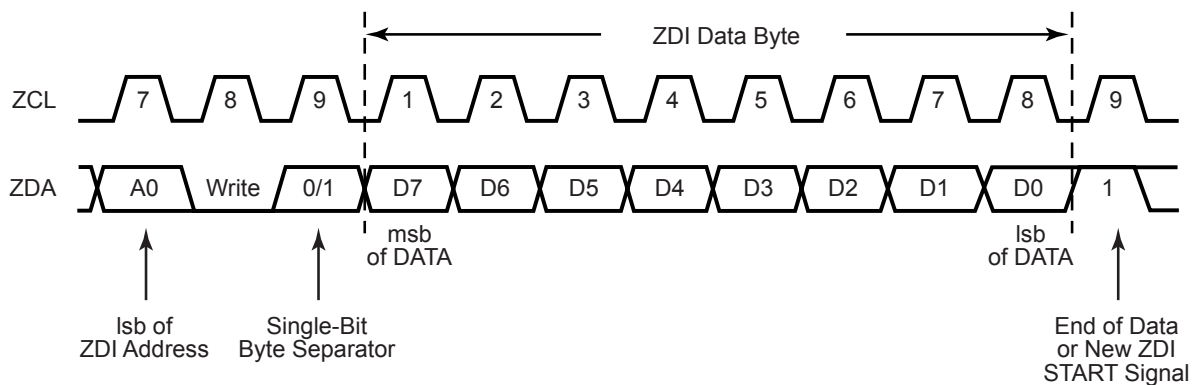 ZDI Data Byte
ZCL 7 8 9 1 2 3 4 5 6 7 8 9
ZDA A0 Write 0/1 D7 D6 D5 D4 D3 D2 D1 D0 1
msb
of DATA
lsb
of DATA
lsb of
ZDI Address
Single-Bit
Byte Separator
End of Data
or New ZDI
START Signal